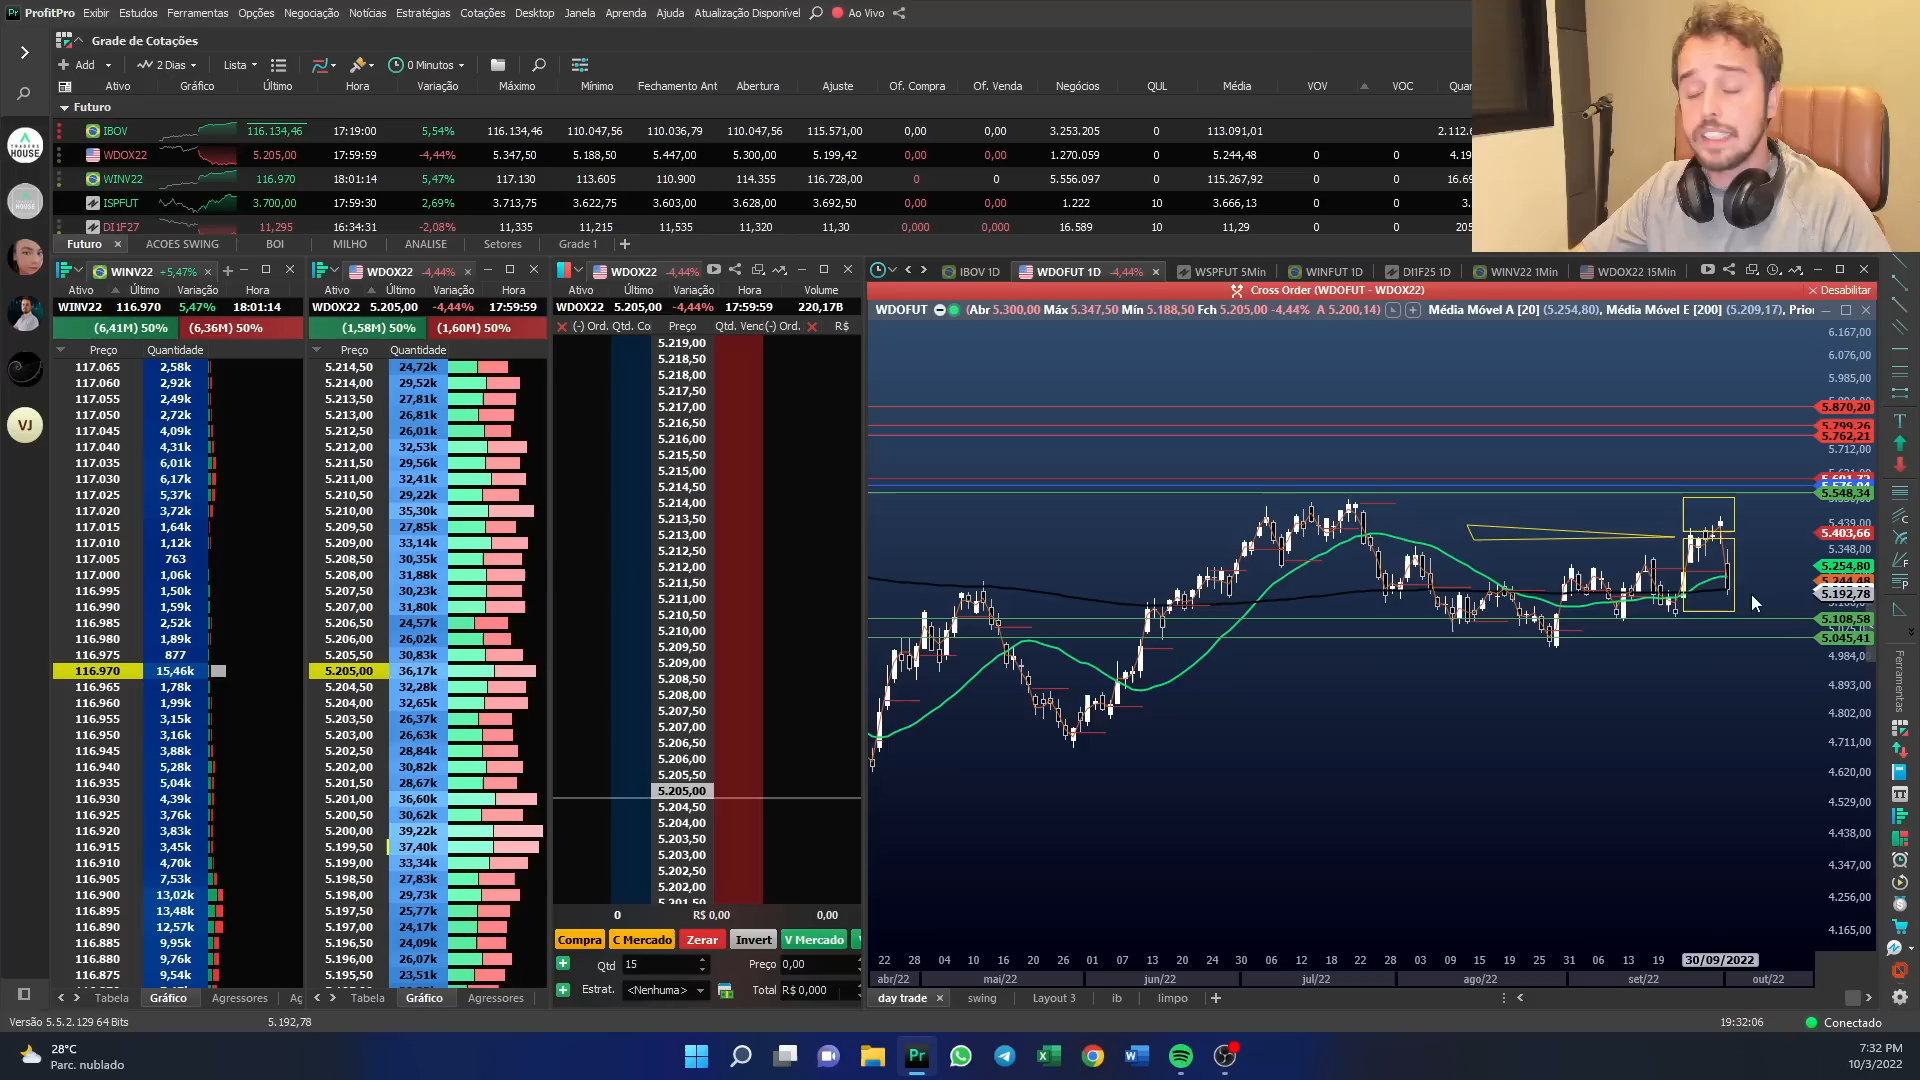 ProfitPro Exibir Estudos Ferramentas Opções Negociação Notícias Estratégias Cotações Desktop Janela Aprenda Ajuda Atualização Disponível Ao Vivo
Grade de Cotações
Add 2 Dias Lista 0 Minutos
Ativo Gráfico Último Hora Variação Máximo Mínimo Fechamento Ant Abertura Ajuste Of. Compra Of. Venda Negócios QUL Média VOV VOC
Futuro
IBOV 116.134,46 17:19:00 5,54% 116.134,46 110.047,56 110.036,79 110.047,56 115.571,00 0,00 0,00 3.253.205 0 113.091,01 2.112.6
WDOX22 5.205,00 17:59:59 -4,44% 5.347,50 5.188,50 5.447,00 5.300,00 5.199,42 0,00 0,00 1.270.059 0 5.244,48 0 0 4.19
WINV22 116.970 18:01:14 5,47% 117.130 113.605 110.900 114.355 116.728,00 0 0 5.556.097 0 115.267,92 0 0 16.69
ISPFUT 3.700,00 17:59:30 2,69% 3.713,75 3.622,75 3.603,00 3.628,00 3.692,50 0,00 0,00 1.222 10 3.666,13 0 0 3.
DI1F27 11,295 16:34:31 -2,08% 11,335 11,215 11,535 11,320 11,30 0,000 0,000 16.589 10 11,29 0 0 205
Futuro ACOES SWING BOI MILHO ANALISE Setores Grade 1
WINV22 +5,47%
Ativo Último Variação Hora
WINV22 116.970 5,47% 18:01:14
(6,41M) 50% (6,36M) 50%
Preço Quantidade
117.065 2,58k
117.060 2,92k
117.055 2,49k
117.050 2,72k
117.045 4,09k
117.040 4,31k
117.035 6,01k
117.030 6,17k
117.025 5,37k
117.020 3,72k
117.015 1,64k
117.010 1,12k
117.005 763
117.000 1,06k
116.995 1,50k
116.990 1,59k
116.985 2,52k
116.980 1,89k
116.975 877
116.970 15,46k
116.965 1,78k
116.960 1,99k
116.955 3,15k
116.950 3,16k
116.945 3,88k
116.940 5,28k
116.935 5,04k
116.930 4,39k
116.925 3,76k
116.920 3,83k
116.915 3,45k
116.910 4,70k
116.905 7,53k
116.900 13,02k
116.895 13,48k
116.890 12,57k
116.885 9,95k
116.880 9,76k
116.875 9,54k
Tabela Gráfico Agressores Ag
WDOX22 -4,44%
Ativo Último Variação Hora
WDOX22 5.205,00 -4,44% 17:59:59
(1,58M) 50% (1,60M) 50%
Preço Quantidade
5.214,50 24,72k
5.214,00 29,52k
5.213,50 27,81k
5.213,00 26,81k
5.212,50 26,01k
5.212,00 32,53k
5.211,50 29,56k
5.211,00 32,41k
5.210,50 29,22k
5.210,00 35,30k
5.209,50 27,85k
5.209,00 33,14k
5.208,50 30,35k
5.208,00 31,88k
5.207,50 30,23k
5.207,00 31,80k
5.206,50 24,57k
5.206,00 26,02k
5.205,50 30,83k
5.205,00 36,17k
5.204,50 32,28k
5.204,00 32,65k
5.203,50 26,37k
5.203,00 26,63k
5.202,50 28,84k
5.202,00 30,82k
5.201,50 28,67k
5.201,00 36,60k
5.200,50 30,62k
5.200,00 39,22k
5.199,50 37,40k
5.199,00 33,34k
5.198,50 27,83k
5.198,00 29,73k
5.197,50 25,77k
5.197,00 24,17k
5.196,50 24,09k
5.196,00 26,07k
5.195,50 23,51k
Tabela Gráfico Agressores
WDOX22 -4,44%
Ativo Último Variação Hora Volume
WDOX22 5.205,00 -4,44% 17:59:59 220,17B
(-) Ord. Qtd. Co Preço Qtd. Venc (-) Ord. R$
5.219,00
5.218,50
5.218,00
5.217,50
5.217,00
5.216,50
5.216,00
5.215,50
5.215,00
5.214,50
5.214,00
5.213,50
5.213,00
5.212,50
5.212,00
5.211,50
5.211,00
5.210,50
5.210,00
5.209,50
5.209,00
5.208,50
5.208,00
5.207,50
5.207,00
5.206,50
5.206,00
5.205,50
5.205,00
5.204,50
5.204,00
5.203,50
5.203,00
5.202,50
5.202,00
5.201,50
0 R$ 0,00 0,00
Compra C Mercado Zerar Invert V Mercado
Qtd 15 Preço 0,00
Estrat. <Nenhuma> Total R$ 0,000
IBOV 1D WDOFUT 1D -4,44% WSPFUT 5Min WINFUT 1D DI1F25 1D WINV22 1Min WDOX22 15Min
Cross Order (WDOFUT - WDOX22) Desabilitar
WDOFUT (Abr 5.300,00 Máx 5.347,50 Mín 5.188,50 Fch 5.205,00 -4,44% A 5.200,14) Média Móvel A [20] (5.254,80), Média Móvel E [200] (5.209,17), Prior
6.167,00
6.076,00
5.985,00
5.870,20
5.799,26
5.762,21
5.712,00
5.548,34
5.439,00
5.403,66
5.348,00
5.254,80
5.244,48
5.192,78
5.108,58
5.045,41
4.984,00
4.893,00
4.802,00
4.711,00
4.620,00
4.529,00
4.438,00
4.347,00
4.256,00
4.165,00
22 28 04 10 16 20 26 01 07 13 20 24 30 06 12 18 22 28 03 09 15 19 25 31 06 13 19 30/09/2022
abr/22 mai/22 jun/22 jul/22 ago/22 set/22 out/22
day trade swing Layout 3 ib limpo
Ferramentas
TRADERS HOUSE
VJ
Versão 5.5.2.129 64 Bits 5.192,78 19:32:06 Conectado
28°C
Parc. nublado
7:32 PM
10/3/2022